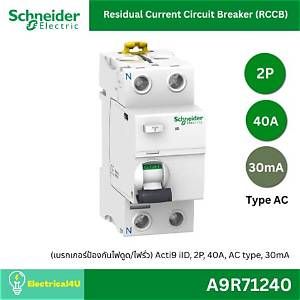 Schneider
Electric
Residual Current Circuit Breaker (RCCB)
2P
40A
30mA
Type AC
N
Schneider
Electric
N
(เบรกเกอร์ป้องกันไฟดูด/ไฟรั่ว) Acti9 iID, 2P, 40A, AC type, 30mA
Electrical4U
A9R71240